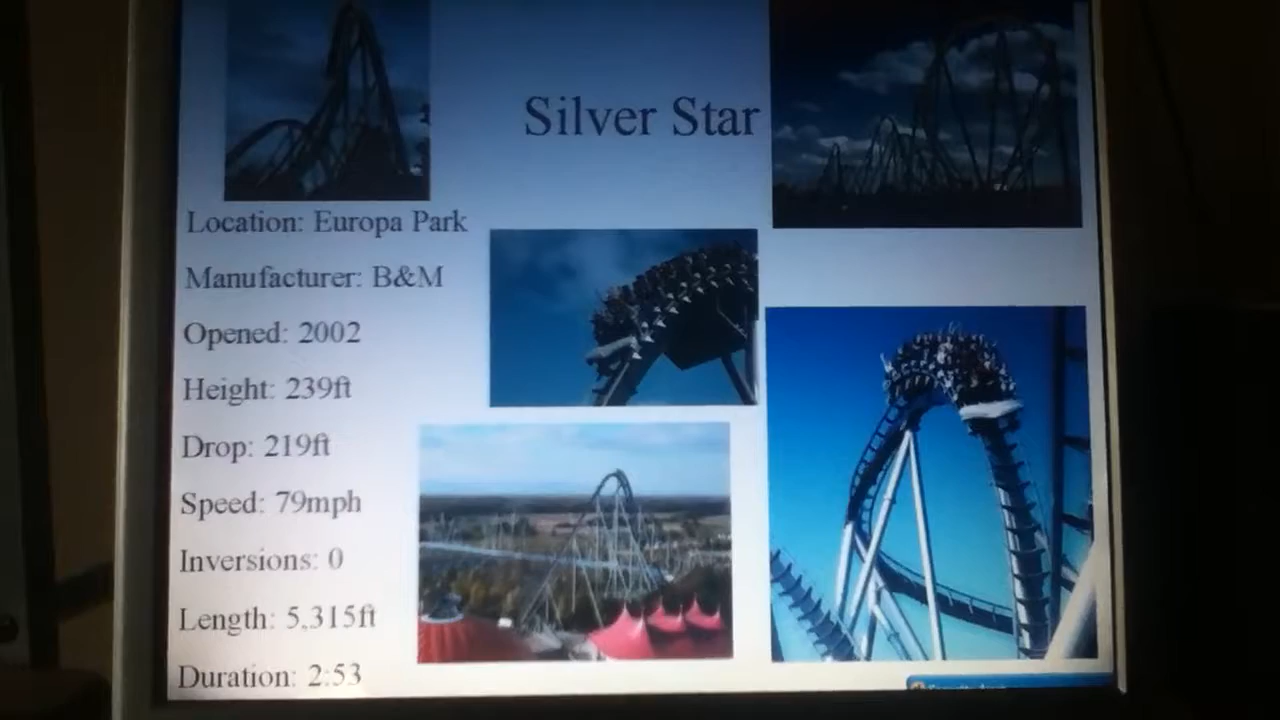 Silver Star
Location: Europa Park
Manufacturer: B&M
Opened: 2002
Height: 239ft
Drop: 219ft
Speed: 79mph
Inversions: 0
Length: 5,315ft
Duration: 2:53